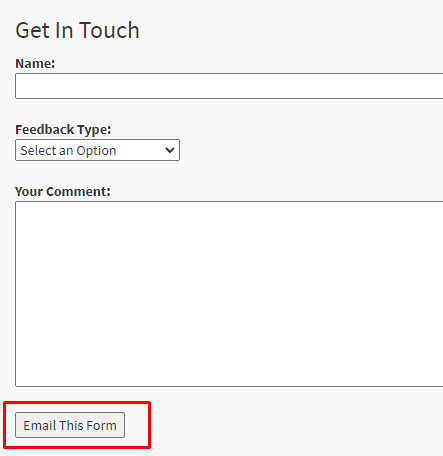 Get In Touch
Name:
Feedback Type:
Select an Option
Your Comment:
Email This Form